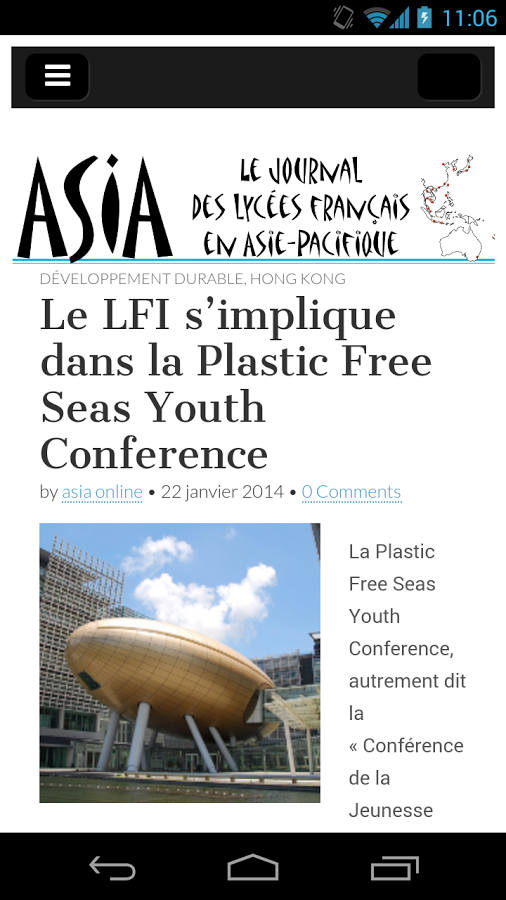 11:06
ASiA
LE JOURNAL
DES LYCÉES FRANÇAIS
EN ASIE-PACIFIQUE
DÉVELOPPEMENT DURABLE, HONG KONG
Le LFI s’implique
dans la Plastic Free
Seas Youth
Conference
by asia online • 22 janvier 2014 • 0 Comments
La Plastic
Free Seas
Youth
Conference,
autrement dit
la
« Conférence
de la
Jeunesse